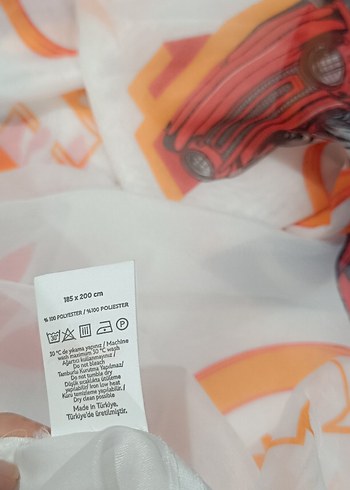 185 x 200 cm
% 100 POLYESTER / %100 POLIESTER
30 °C de yıkama yapınız / Machine
wash maximum 30 °C wash
Ağartıcı kullanmayınız /
Do not bleach
Tamburlu Kurutma Yapılmaz/
Do not tumble dry
Düşük sıcaklıkta ütüleme
yapılabilir/ Iron low heat
Kuru temizleme yapılabilir. /
Dry clean possible
Made in Türkiye,
Türkiye'de üretilmiştir.